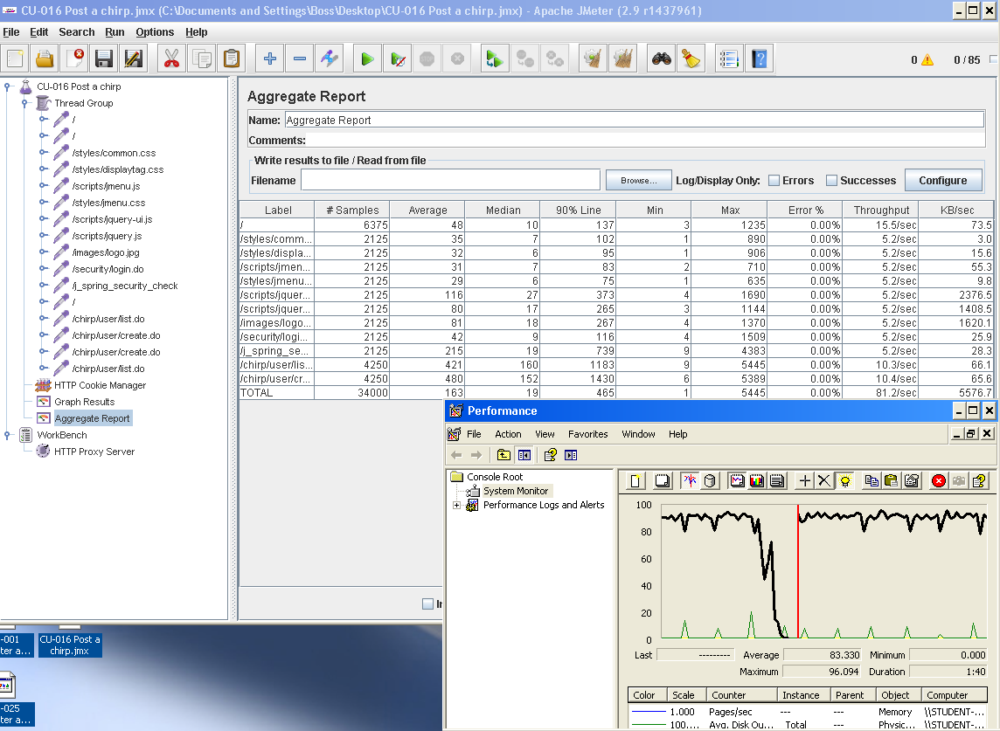 CU-016 Post a chirp.jmx (C:\Documents and Settings\Boss\Desktop\CU-016 Post a chirp.jmx) - Apache JMeter (2.9 r1437961)
File Edit Search Run Options Help
0 0 / 85
CU-016 Post a chirp
Thread Group
/
/
/styles/common.css
/styles/displaytag.css
/scripts/jmenu.js
/styles/jmenu.css
/scripts/jquery-ui.js
/scripts/jquery.js
/images/logo.jpg
/security/login.do
/j_spring_security_check
/
/chirp/user/list.do
/chirp/user/create.do
/chirp/user/create.do
/chirp/user/list.do
HTTP Cookie Manager
Graph Results
Aggregate Report
WorkBench
HTTP Proxy Server
Aggregate Report
Name: Aggregate Report
Comments:
Write results to file / Read from file
Filename Browse... Log/Display Only: Errors Successes Configure
Label # Samples Average Median 90% Line Min Max Error % Throughput KB/sec
/ 6375 48 10 137 3 1235 0.00% 15.5/sec 73.5
/styles/comm... 2125 35 7 102 1 890 0.00% 5.2/sec 3.0
/styles/displa... 2125 32 6 95 1 906 0.00% 5.2/sec 15.6
/scripts/jmen... 2125 31 7 83 2 710 0.00% 5.2/sec 55.3
/styles/jmenu... 2125 29 6 75 1 635 0.00% 5.2/sec 9.8
/scripts/jquer... 2125 116 27 373 4 1690 0.00% 5.2/sec 2376.5
/scripts/jquer... 2125 80 17 265 3 1144 0.00% 5.2/sec 1408.5
/images/logo... 2125 81 18 267 4 1370 0.00% 5.2/sec 1620.1
/security/logi... 2125 42 9 116 4 1509 0.00% 5.2/sec 25.9
/j_spring_se... 2125 215 19 739 9 4383 0.00% 5.2/sec 28.3
/chirp/user/lis... 4250 421 160 1183 9 5445 0.00% 10.3/sec 66.1
/chirp/user/cr... 4250 480 152 1430 6 5389 0.00% 10.4/sec 65.6
TOTAL 34000 163 19 465 1 5445 0.00% 81.2/sec 5576.7
Performance
File Action View Favorites Window Help
Console Root
System Monitor
Performance Logs and Alerts
100
80
60
40
20
0
Last --------- Average 83.330 Minimum 0.000
Maximum 96.094 Duration 1:40
Color Scale Counter Instance Parent Object Computer
1.000 Pages/sec --- --- Memory \\STUDENT-...
100.... Avg. Disk Qu... Total --- Physic... \\STUDENT-...
-001
ter a...
CU-016 Post a
chirp.jmx
-025
ter a...